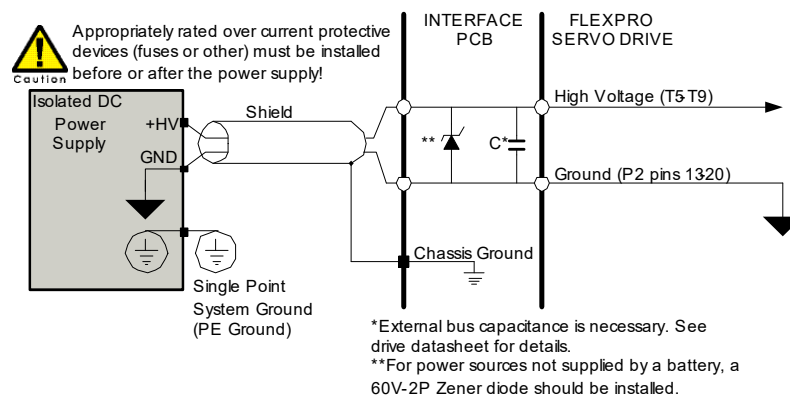 Appropriately rated over current protective
devices (fuses or other) must be installed
before or after the power supply!
Caution
INTERFACE
PCB
FLEXPRO
SERVO DRIVE
Isolated DC
Power
Supply
+HV
GND
Shield
**
C*
High Voltage (T5-T9)
Ground (P2 pins 13-20)
Chassis Ground
Single Point
System Ground
(PE Ground)
*External bus capacitance is necessary. See
drive datasheet for details.
**For power sources not supplied by a battery, a
60V-2P Zener diode should be installed.